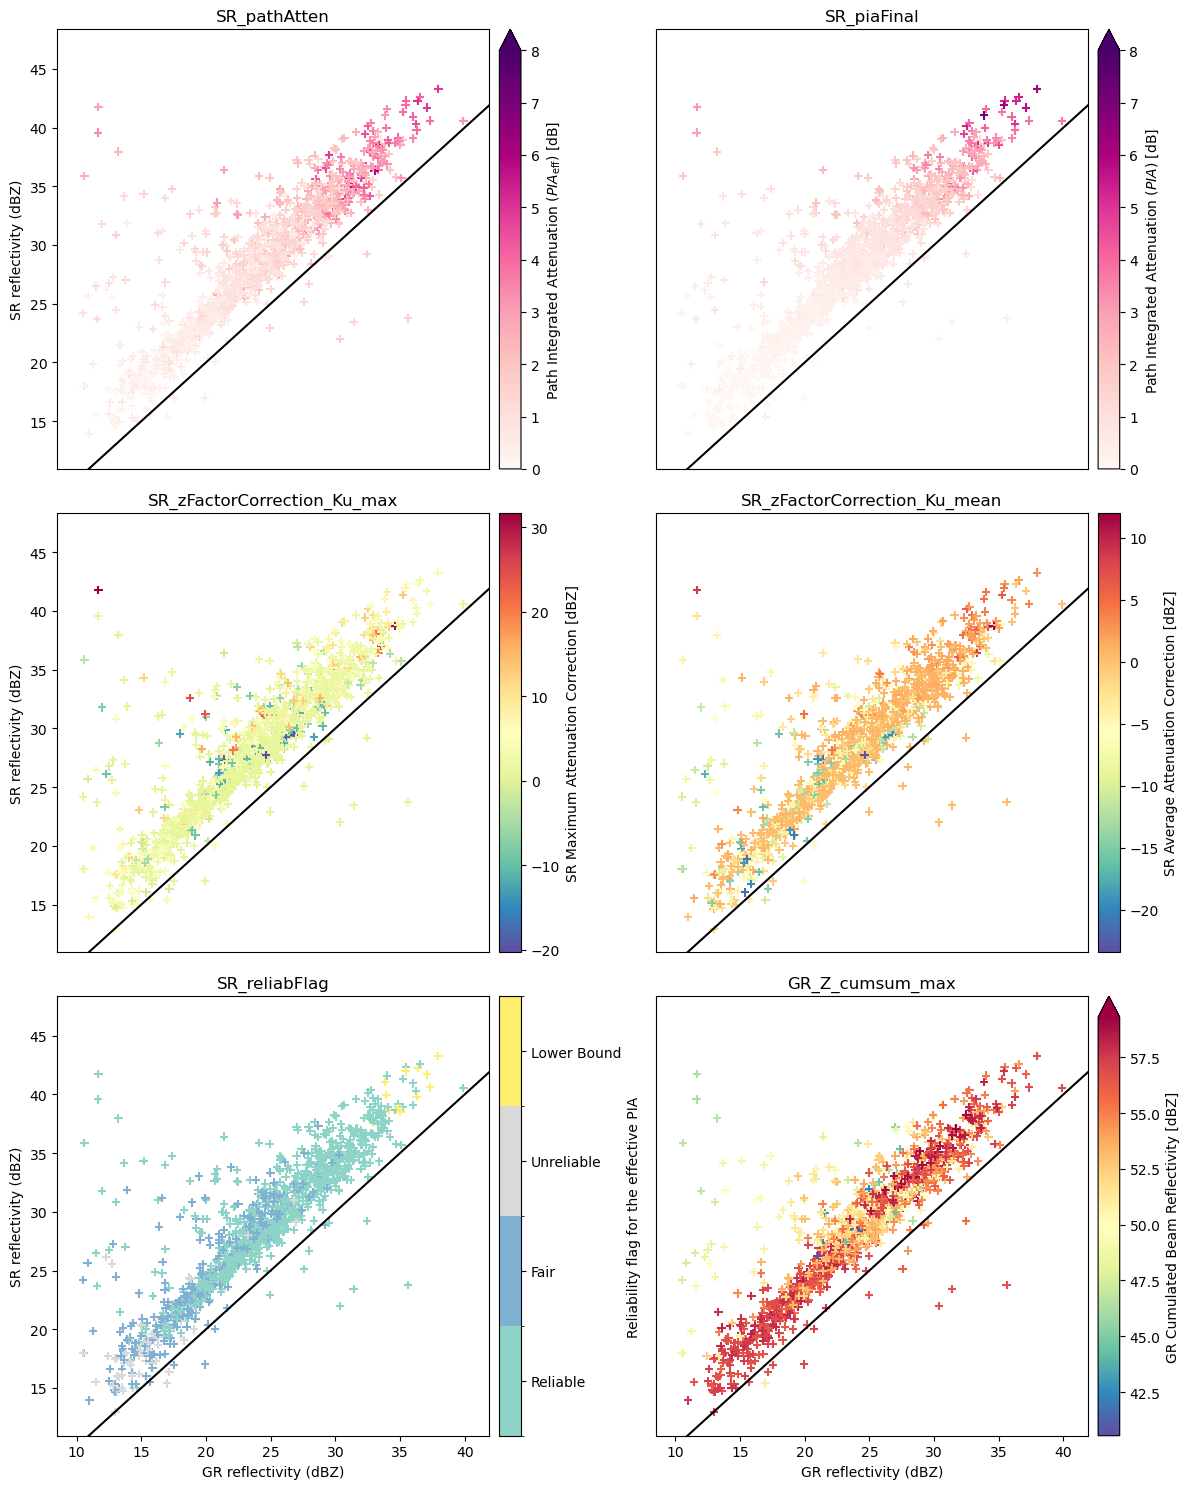 SR_pathAtten
SR_piaFinal
SR reflectivity (dBZ)
45
40
35
30
25
20
15
8
7
6
5
4
3
2
1
0
Path Integrated Attenuation (PIA_eff) [dB]
8
7
6
5
4
3
2
1
0
Path Integrated Attenuation (PIA) [dB]
SR_zFactorCorrection_Ku_max
SR_zFactorCorrection_Ku_mean
SR reflectivity (dBZ)
45
40
35
30
25
20
15
30
20
10
0
−10
−20
SR Maximum Attenuation Correction [dBZ]
10
5
0
−5
−10
−15
−20
SR Average Attenuation Correction [dBZ]
SR_reliabFlag
GR_Z_cumsum_max
SR reflectivity (dBZ)
45
40
35
30
25
20
15
Lower Bound
Unreliable
Fair
Reliable
Reliability flag for the effective PIA
57.5
55.0
52.5
50.0
47.5
45.0
42.5
GR Cumulated Beam Reflectivity [dBZ]
10 15 20 25 30 35 40
10 15 20 25 30 35 40
GR reflectivity (dBZ)
GR reflectivity (dBZ)